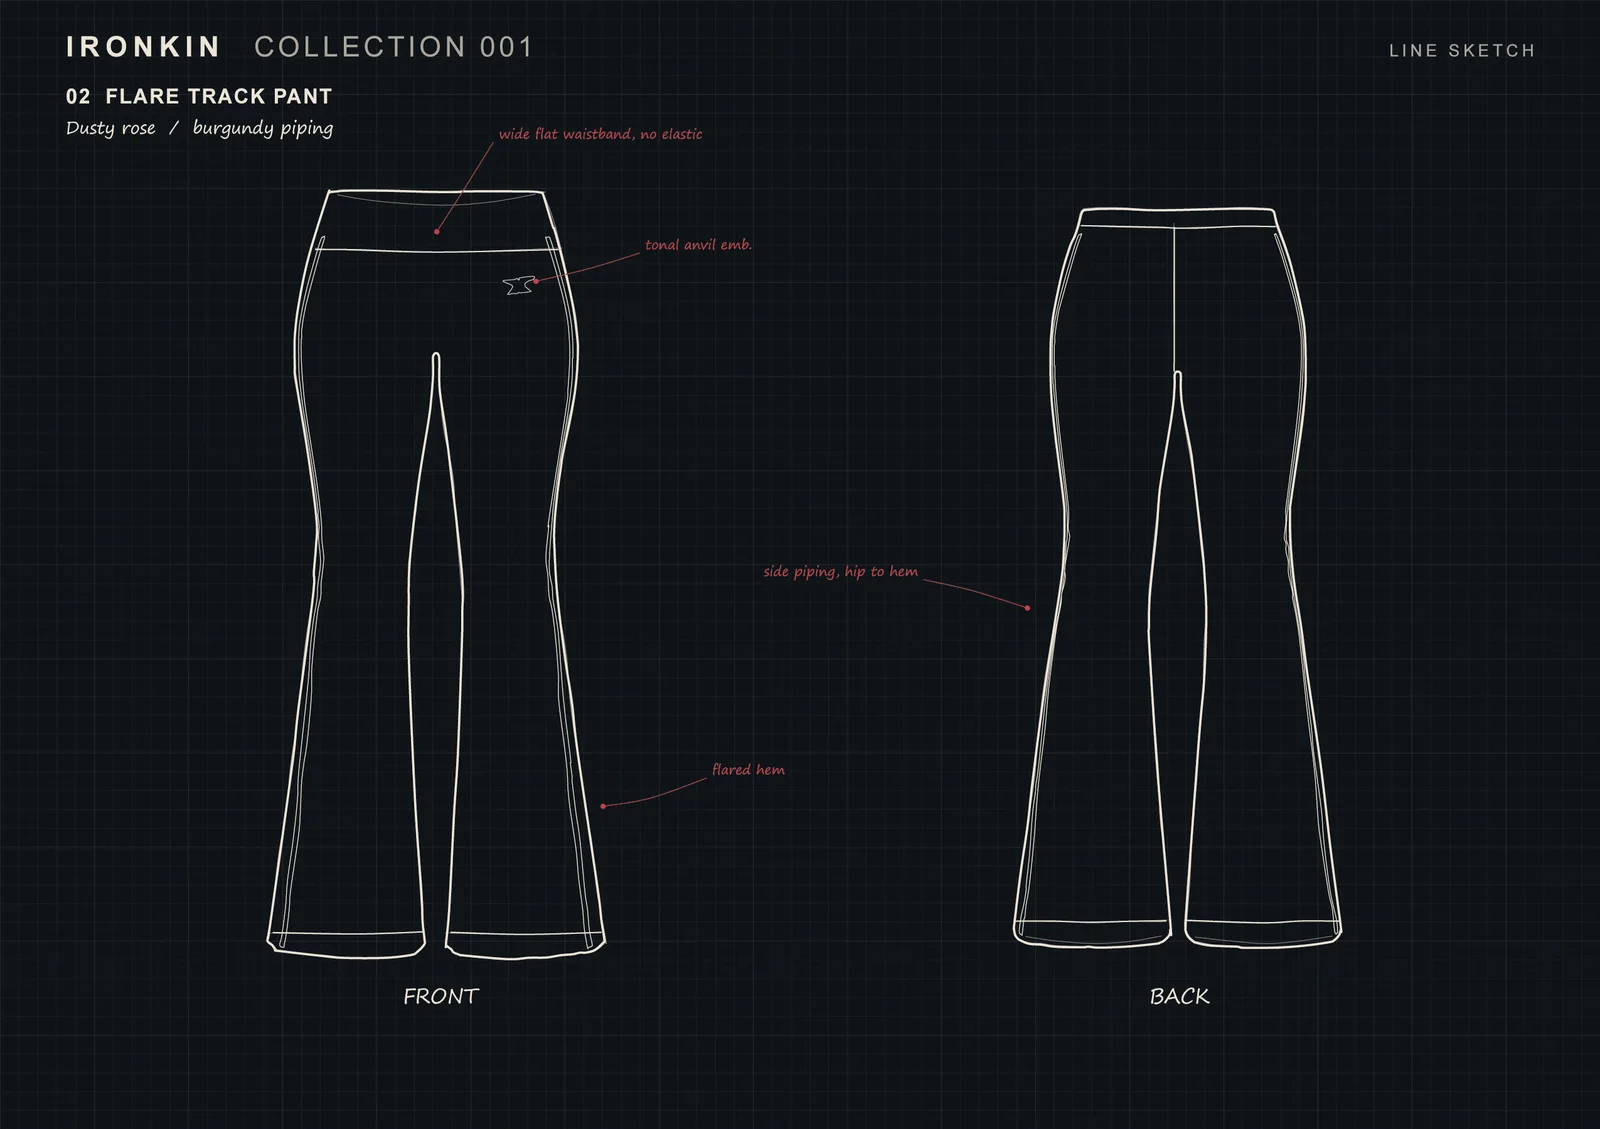 IRONKIN COLLECTION 001
LINE SKETCH
02 FLARE TRACK PANT
Dusty rose / burgundy piping
wide flat waistband, no elastic
tonal anvil emb.
side piping, hip to hem
flared hem
FRONT
BACK